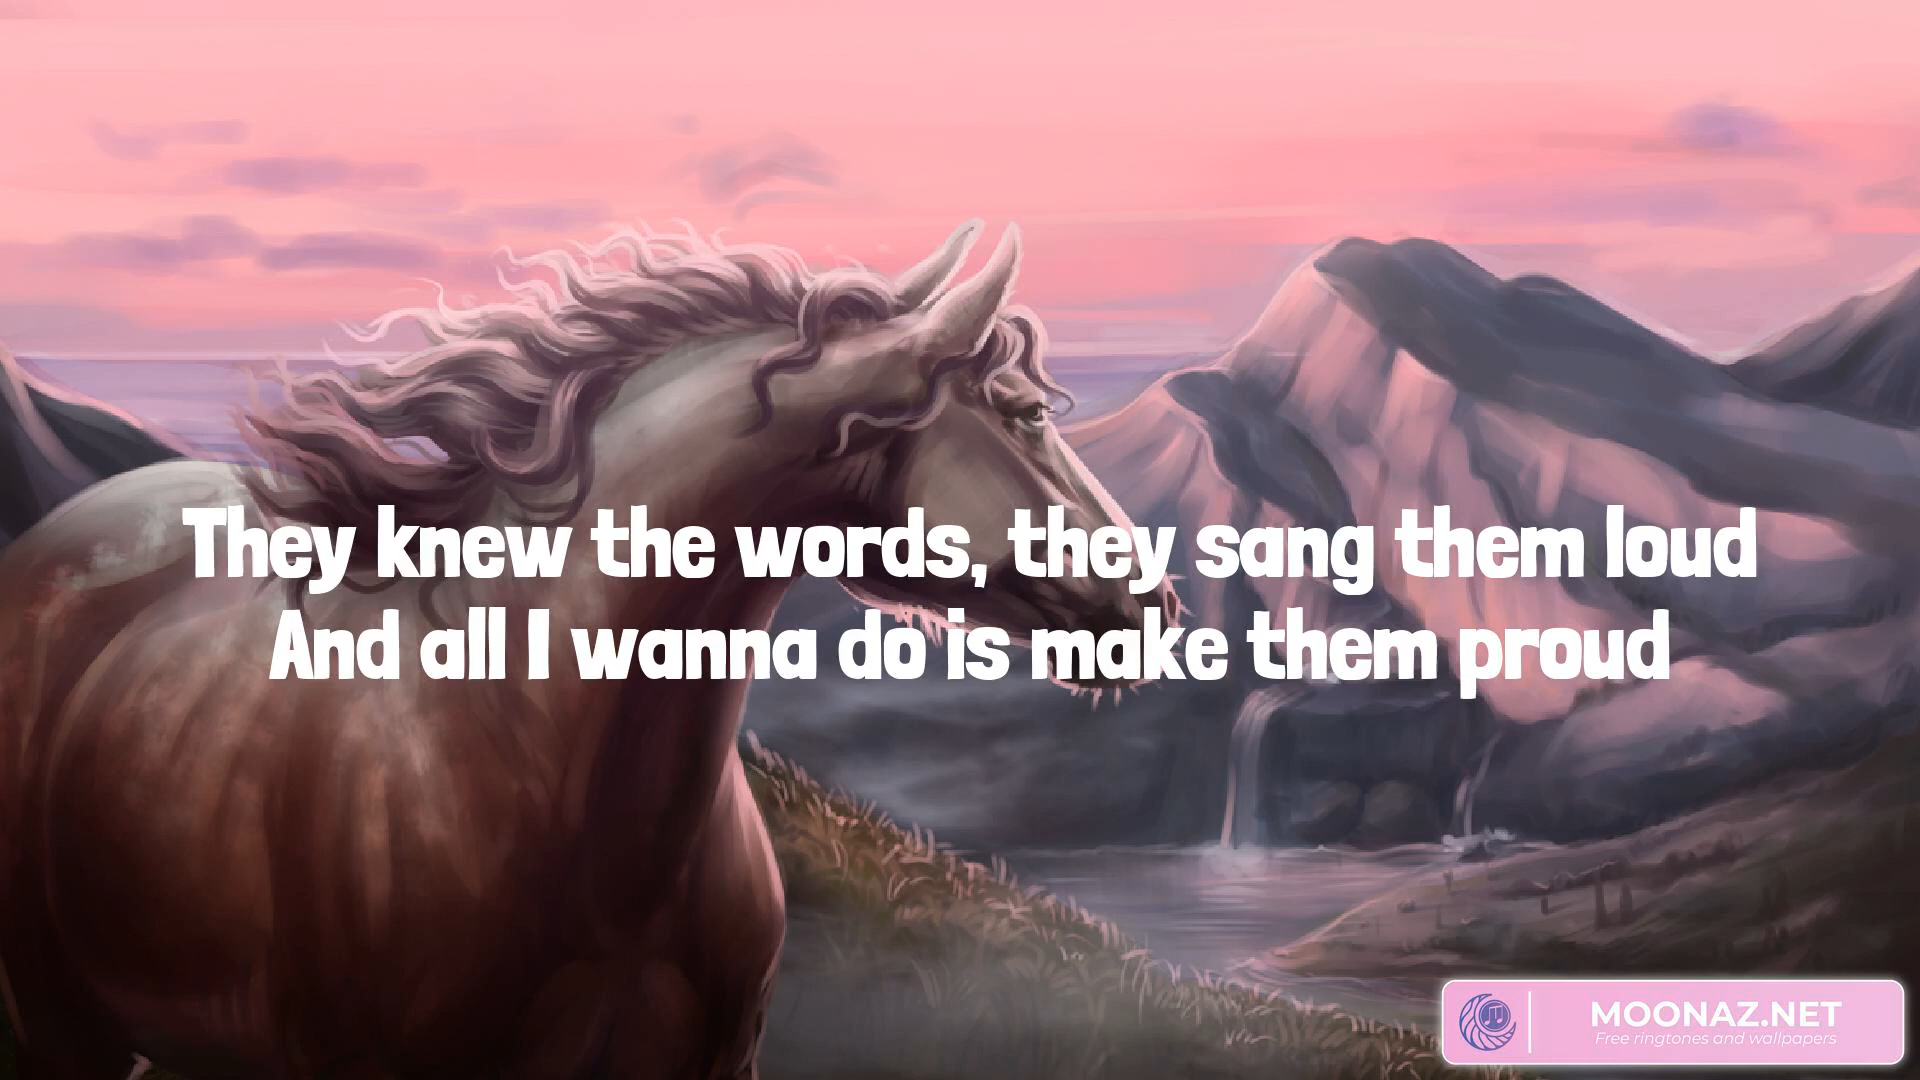 They knew the words, they sang them loud
And all I wanna do is make them proud
MOONAZ.NET
Free ringtones and wallpapers